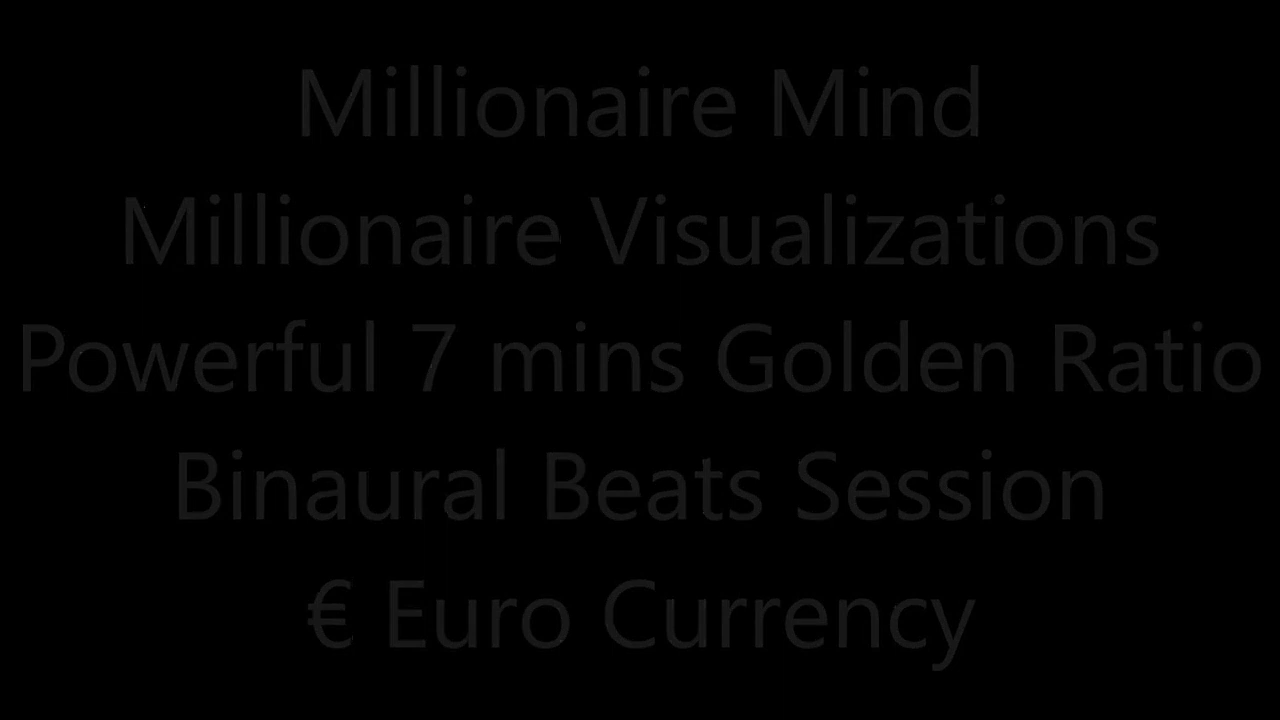 Millionaire Mind
Millionaire Visualizations
Powerful 7 mins Golden Ratio
Binaural Beats Session
€ Euro Currency